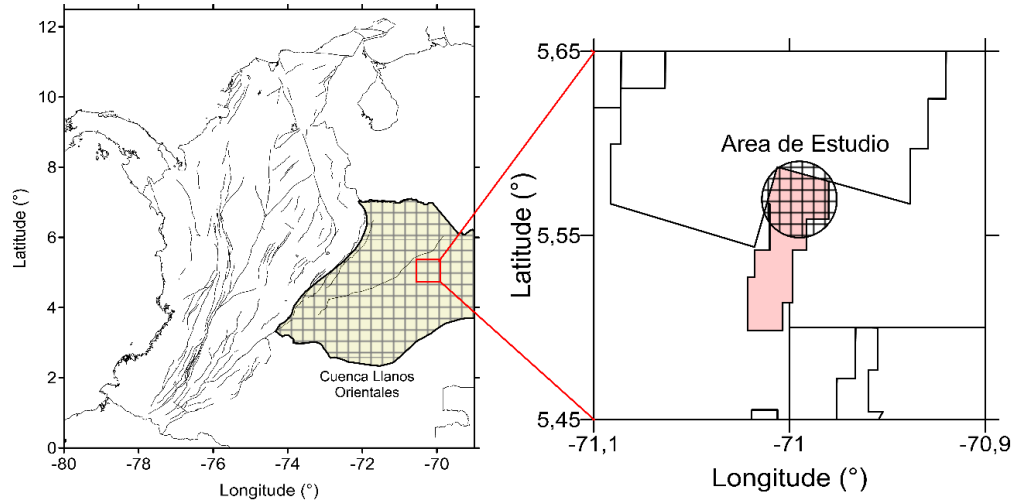 12
10
8
6
4
2
0
Latitude (°)
-80
-78
-76
-74
-72
-70
Longitude (°)
Cuenca Llanos
Orientales
5,65
5,55
5,45
Latitude (°)
Area de Estudio
-71,1
-71
-70,9
Longitude (°)